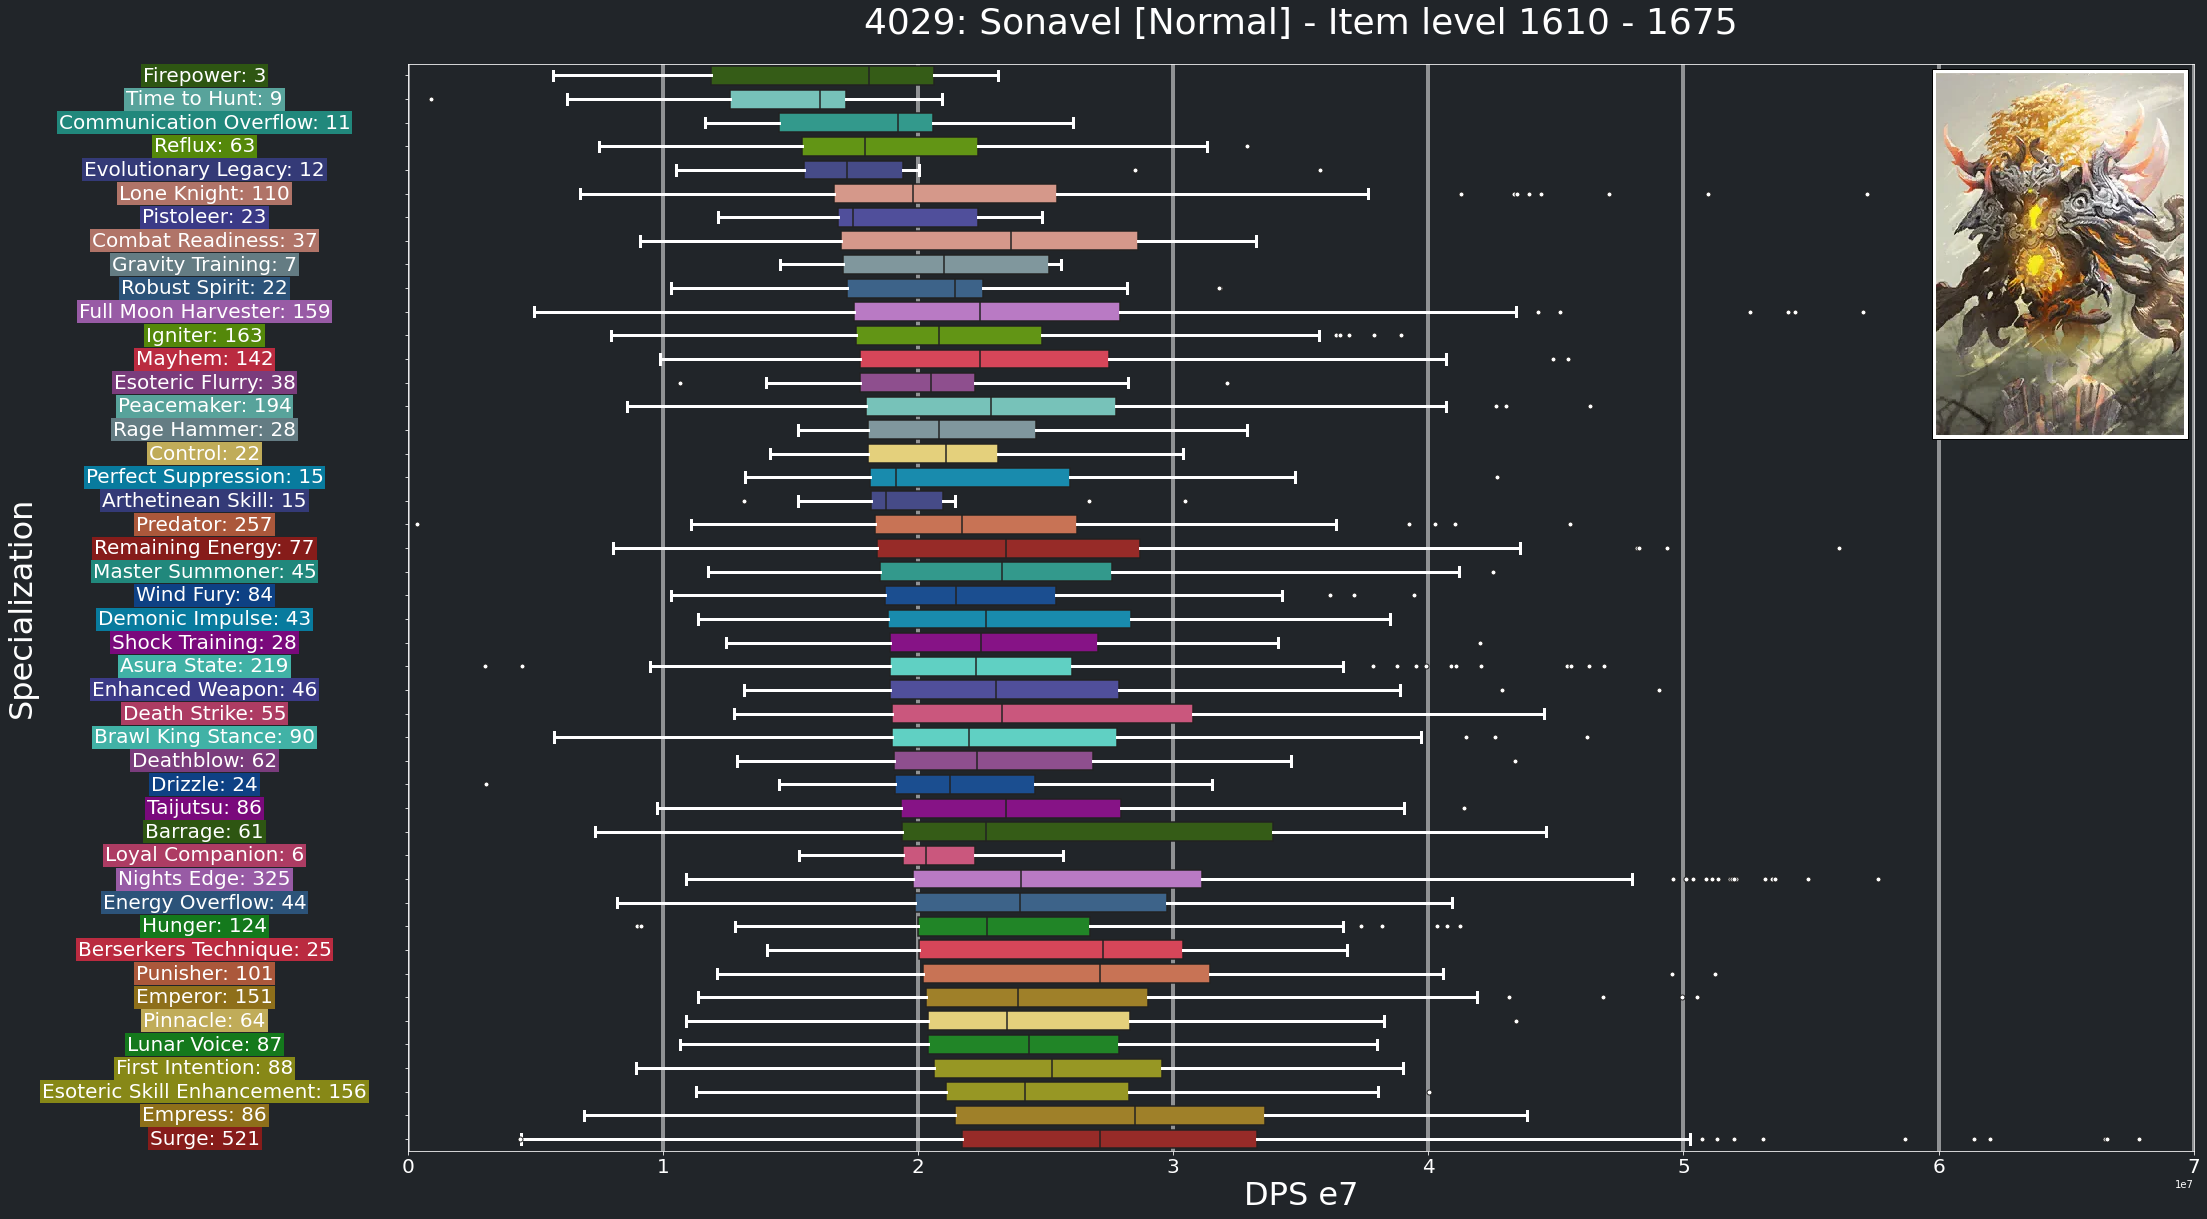 4029: Sonavel [Normal] - Item level 1610 - 1675
Specialization
Firepower: 3
Time to Hunt: 9
Communication Overflow: 11
Reflux: 63
Evolutionary Legacy: 12
Lone Knight: 110
Pistoleer: 23
Combat Readiness: 37
Gravity Training: 7
Robust Spirit: 22
Full Moon Harvester: 159
Igniter: 163
Mayhem: 142
Esoteric Flurry: 38
Peacemaker: 194
Rage Hammer: 28
Control: 22
Perfect Suppression: 15
Arthetinean Skill: 15
Predator: 257
Remaining Energy: 77
Master Summoner: 45
Wind Fury: 84
Demonic Impulse: 43
Shock Training: 28
Asura State: 219
Enhanced Weapon: 46
Death Strike: 55
Brawl King Stance: 90
Deathblow: 62
Drizzle: 24
Taijutsu: 86
Barrage: 61
Loyal Companion: 6
Nights Edge: 325
Energy Overflow: 44
Hunger: 124
Berserkers Technique: 25
Punisher: 101
Emperor: 151
Pinnacle: 64
Lunar Voice: 87
First Intention: 88
Esoteric Skill Enhancement: 156
Empress: 86
Surge: 521
0 1 2 3 4 5 6 7
1e7
DPS e7